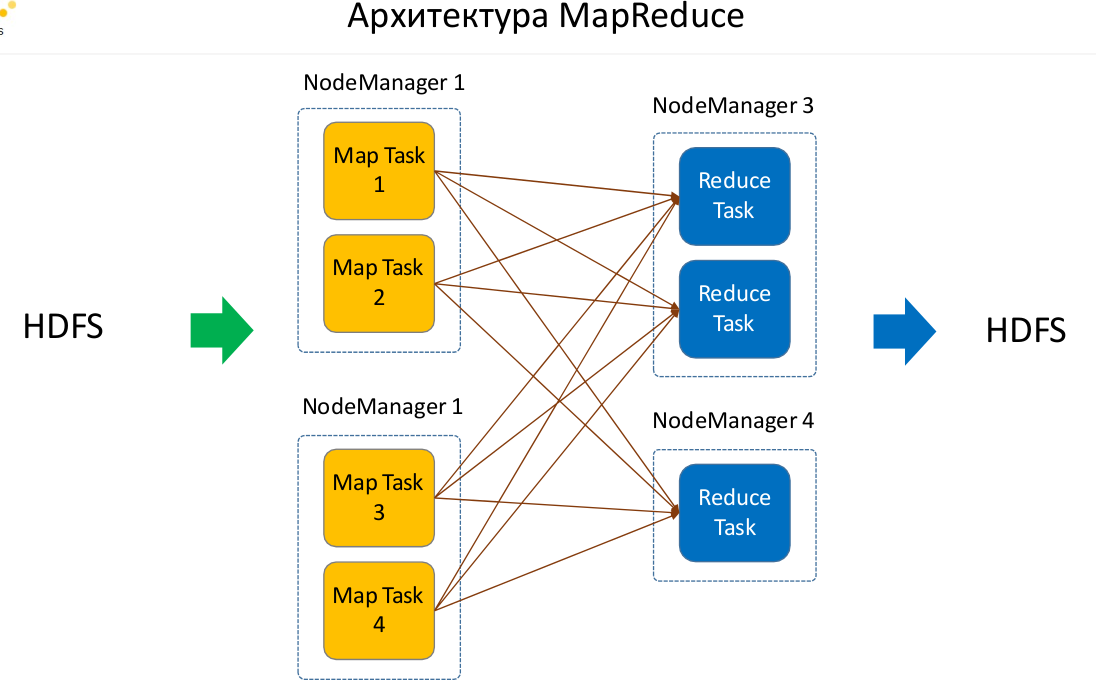 Архитектура MapReduce
s
NodeManager 1
Map Task
1
Map Task
2
NodeManager 3
Reduce
Task
Reduce
Task
HDFS
HDFS
NodeManager 1
Map Task
3
Map Task
4
NodeManager 4
Reduce
Task